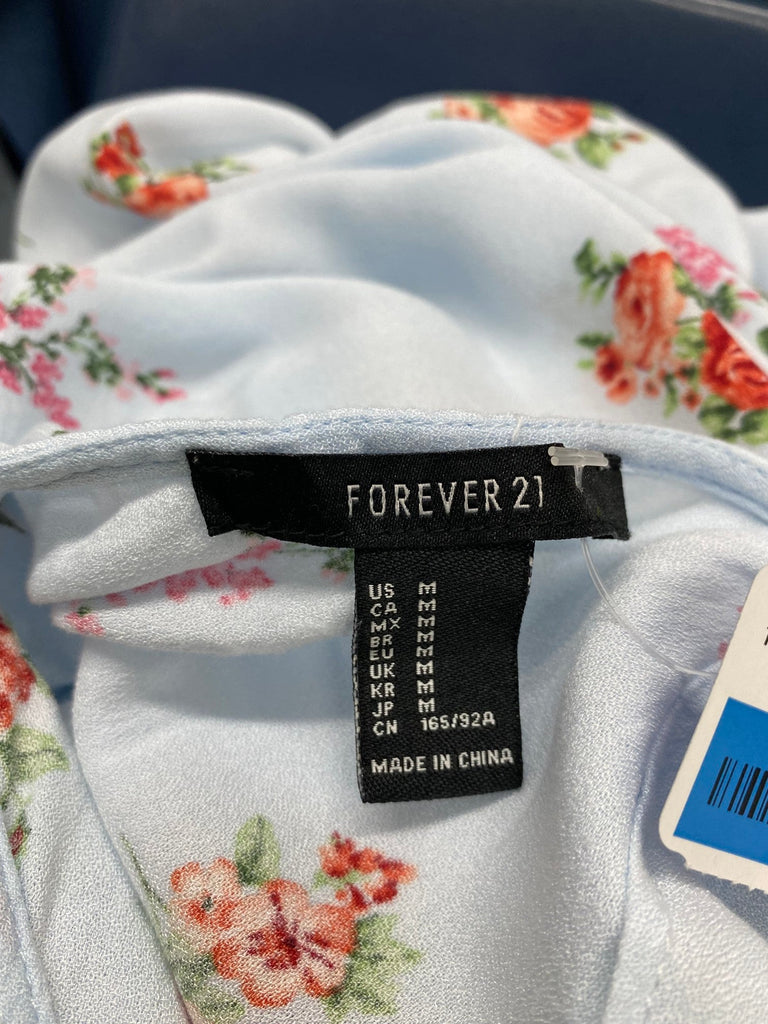 FOREVER 21
US M
CA M
MX M
BR M
EU M
UK M
KR M
JP M
CN 165/92A
MADE IN CHINA